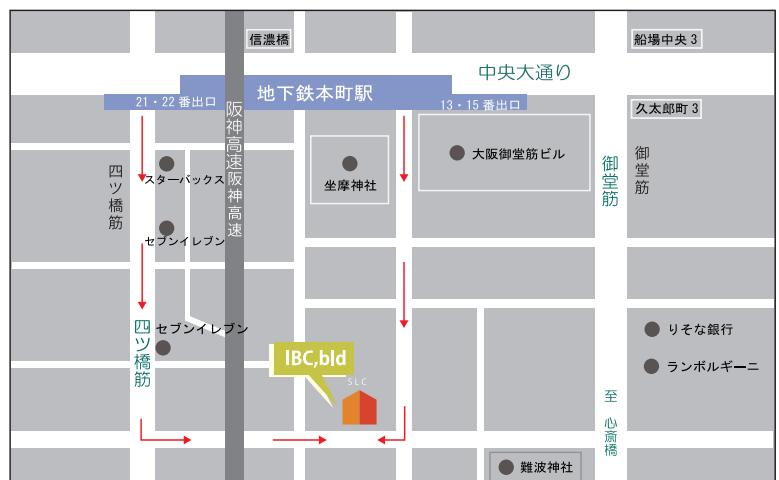 信濃橋
船場中央 3
中央大通り
地下鉄本町駅
21・22 番出口
13・15 番出口
久太郎町 3
阪神高速阪神高速
大阪御堂筋ビル
御堂筋
御堂筋
四ツ橋筋
スターバックス
坐摩神社
セブンイレブン
四ツ橋筋
セブンイレブン
りそな銀行
IBC,bld
ランボルギーニ
SLC
至 心斎橋
難波神社